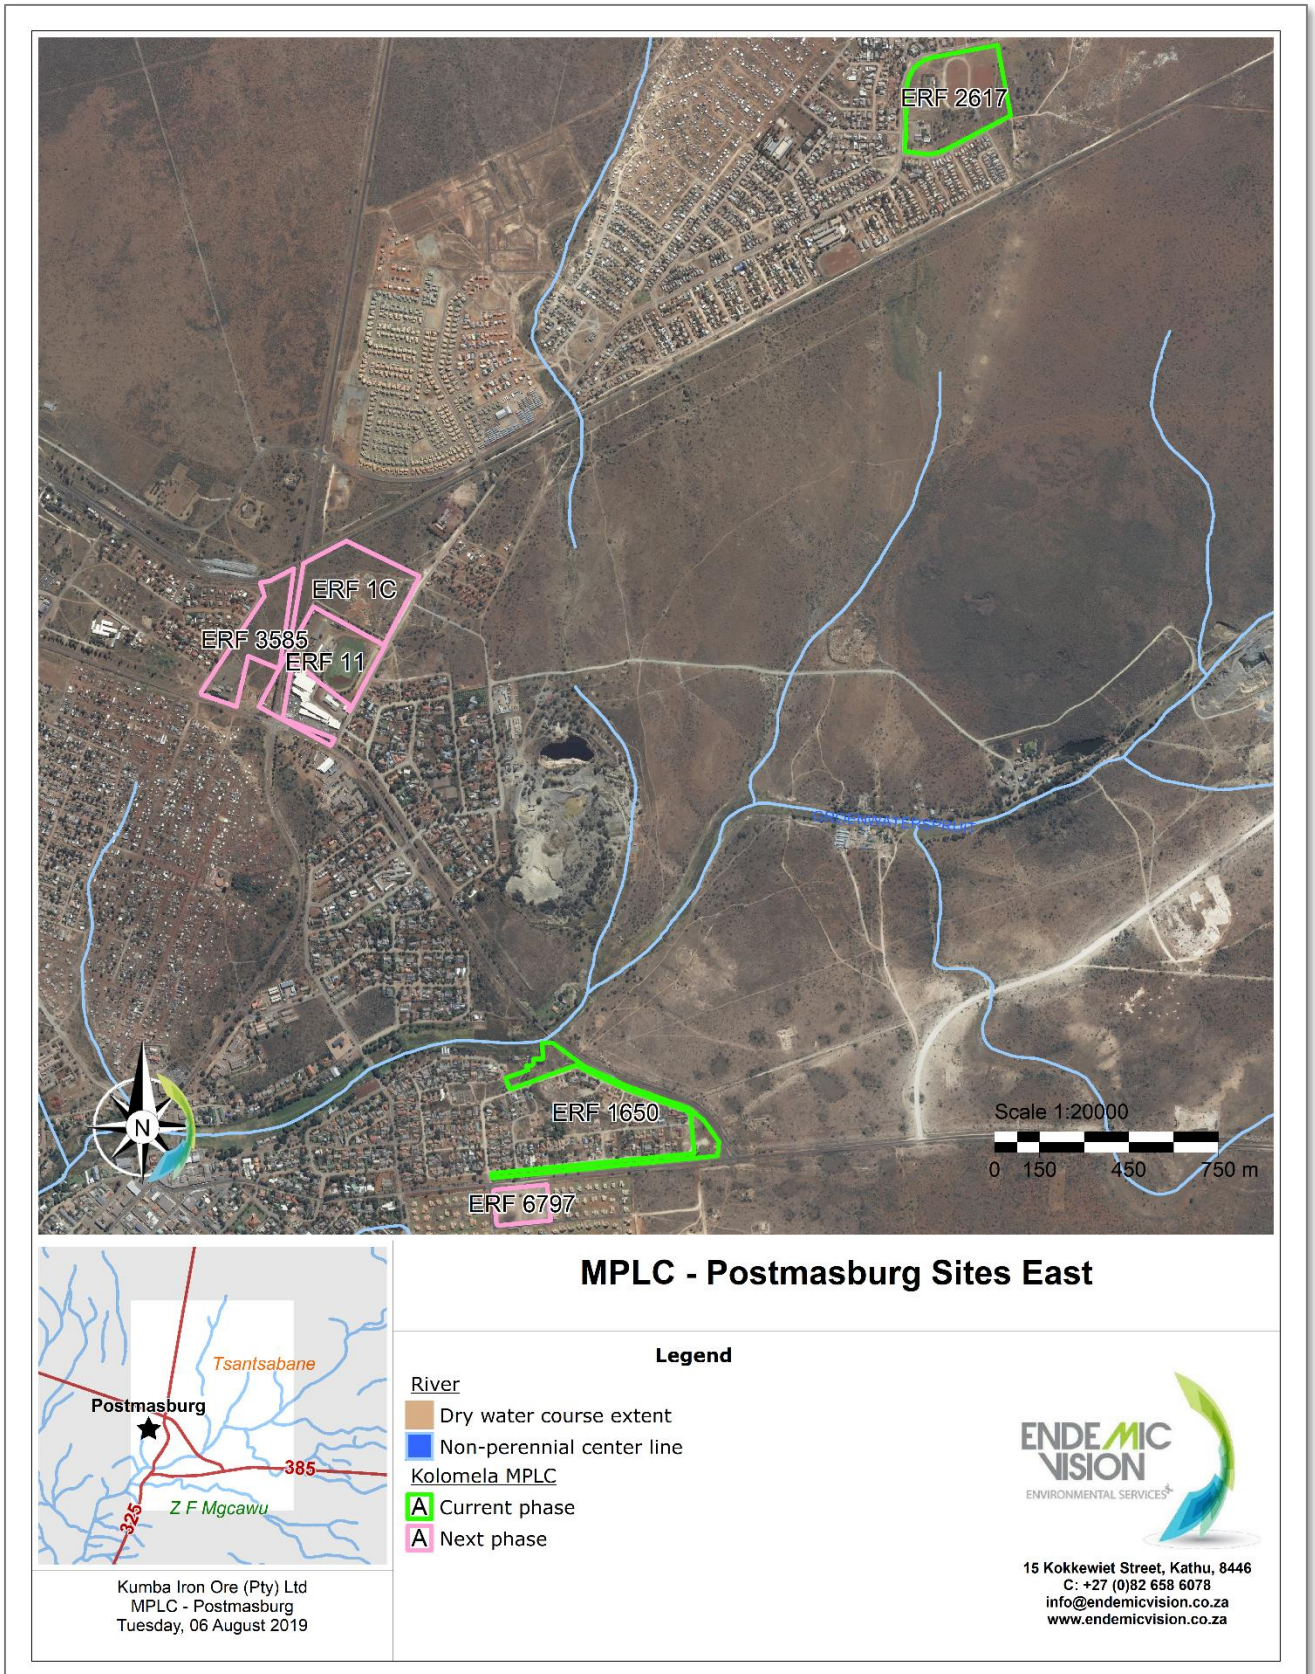 ERF 2617
ERF 1C
ERF 3585
ERF 11
GROENWATERSPRUIT
ERF 1650
ERF 6797
N
Scale 1:20000
0 150 450 750 m
MPLC - Postmasburg Sites East
Tsantsabane
Postmasburg
385
325
Z F Mgcawu
Kumba Iron Ore (Pty) Ltd
MPLC - Postmasburg
Tuesday, 06 August 2019
Legend
River
Dry water course extent
Non-perennial center line
Kolomela MPLC
A Current phase
A Next phase
ENDEMIC
VISION
ENVIRONMENTAL SERVICES
15 Kokkewiet Street, Kathu, 8446
C: +27 (0)82 658 6078
info@endemicvision.co.za
www.endemicvision.co.za